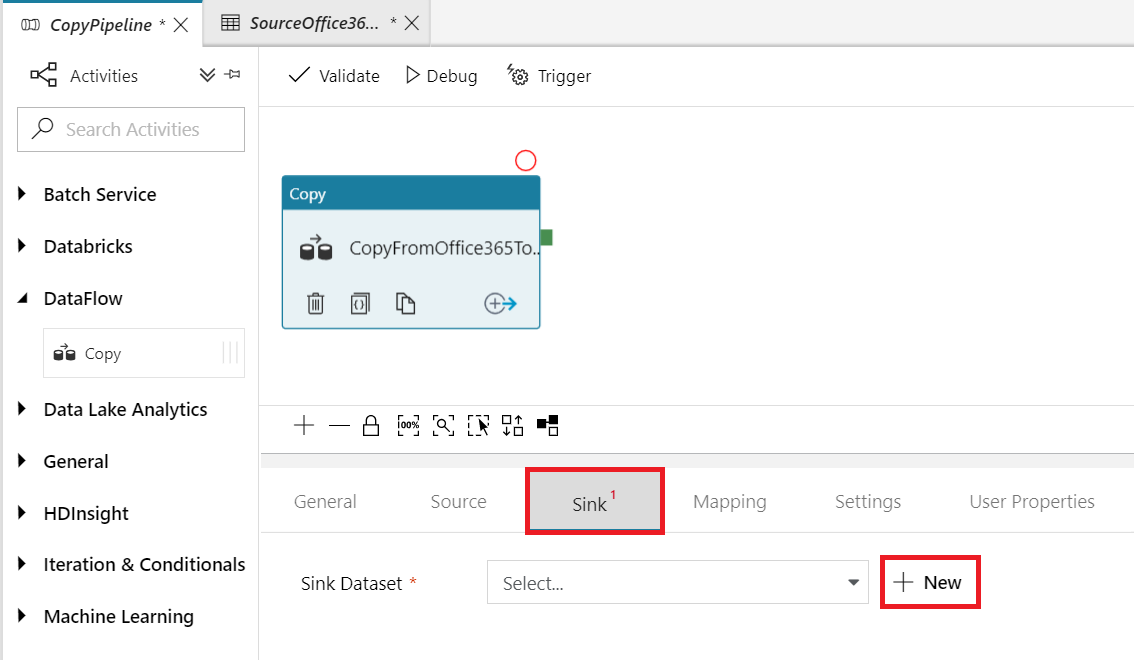 CopyPipeline *
SourceOffice36... *
Activities
Validate
Debug
Trigger
Search Activities
Batch Service
Databricks
DataFlow
Copy
Data Lake Analytics
General
HDInsight
Iteration & Conditionals
Machine Learning
Copy
CopyFromOffice365To..
100%
General
Source
Sink 1
Mapping
Settings
User Properties
Sink Dataset *
Select...
New